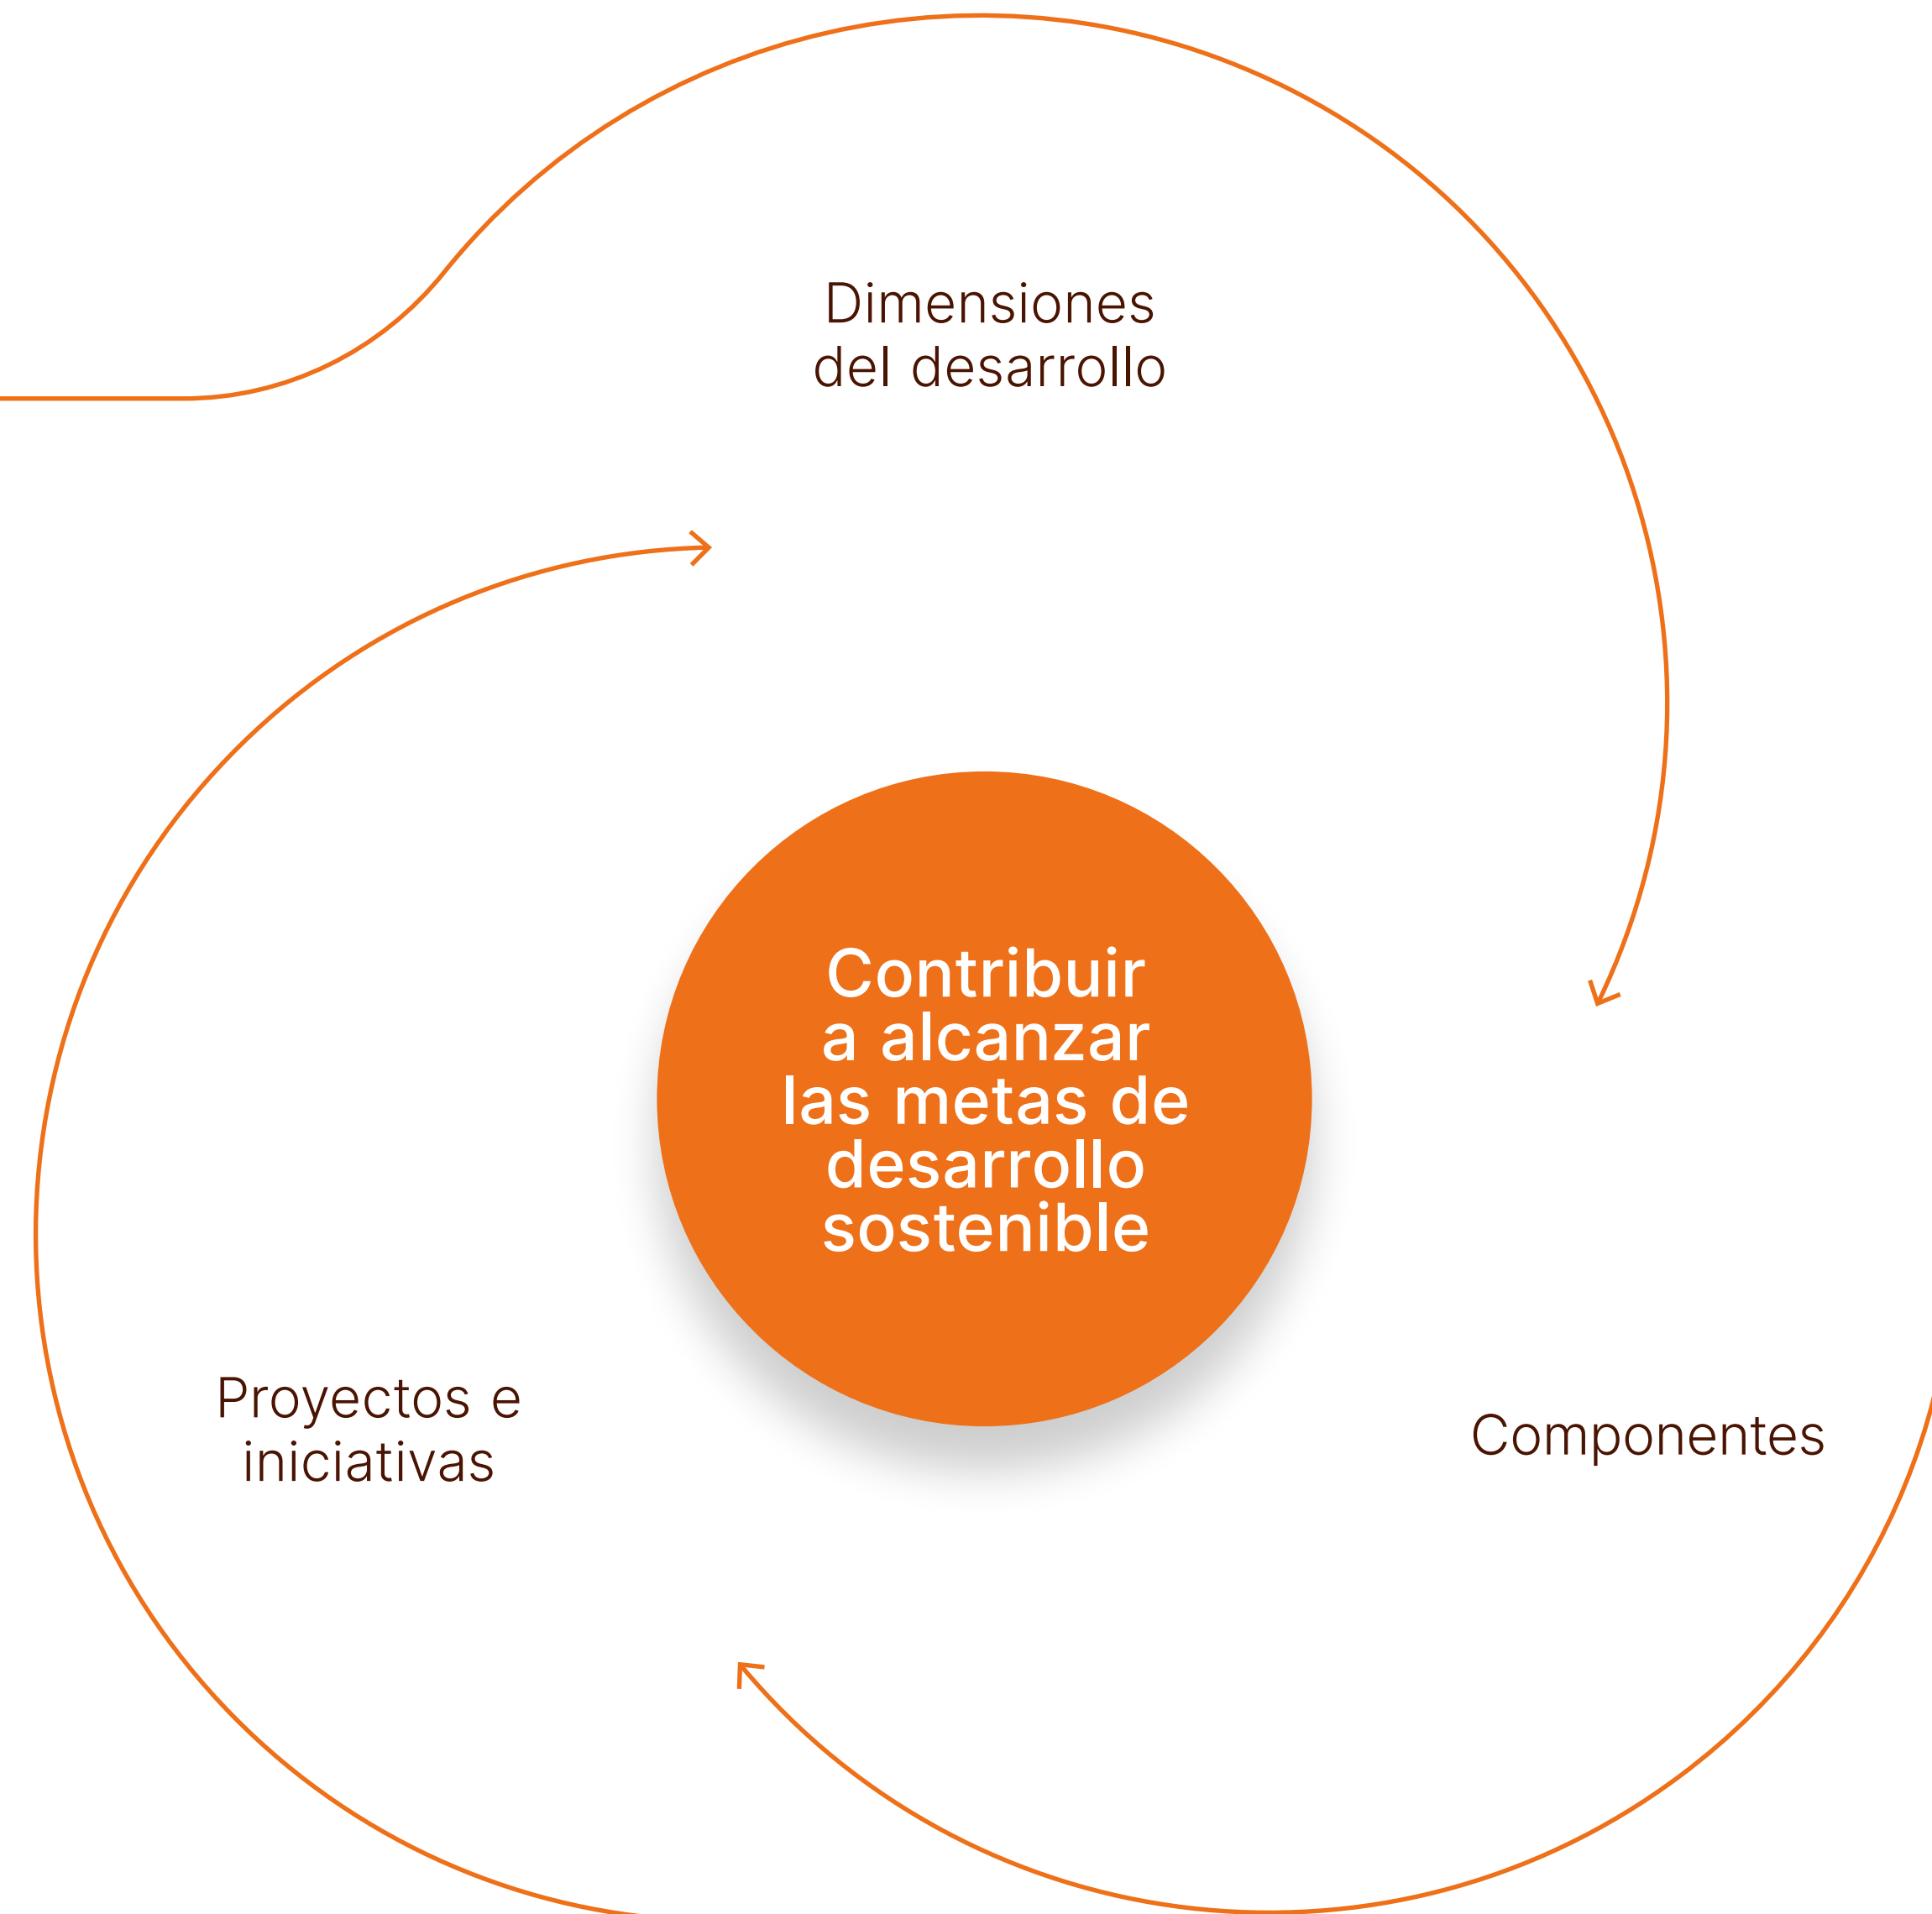 Dimensiones
del desarrollo
Contribuir
a alcanzar
las metas de
desarrollo
sostenible
Proyectos e
iniciativas
Componentes